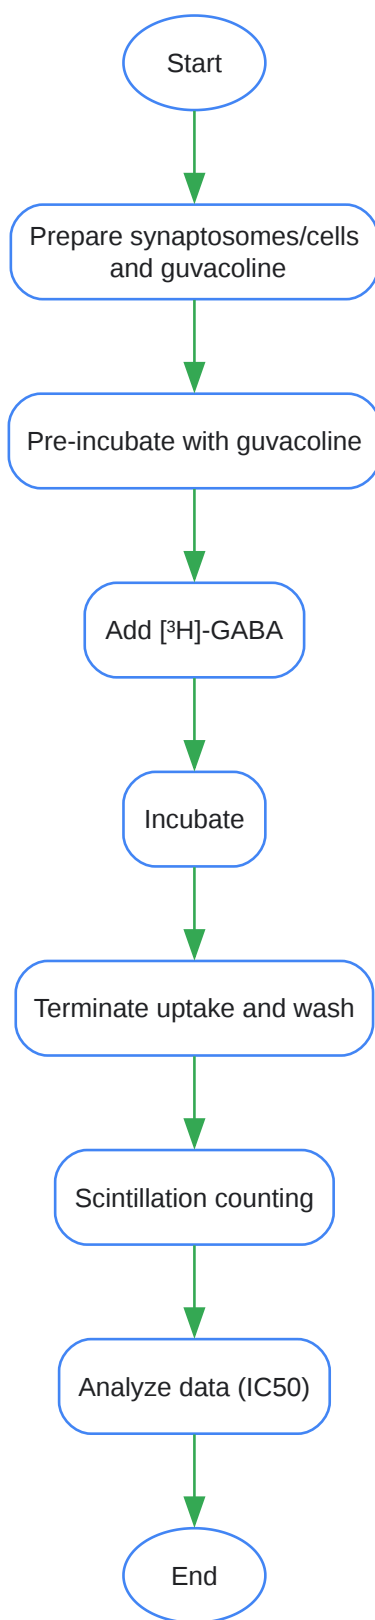 Start
Prepare synaptosomes/cells
and guvacoline
Pre-incubate with guvacoline
Add [³H]-GABA
Incubate
Terminate uptake and wash
Scintillation counting
Analyze data (IC50)
End